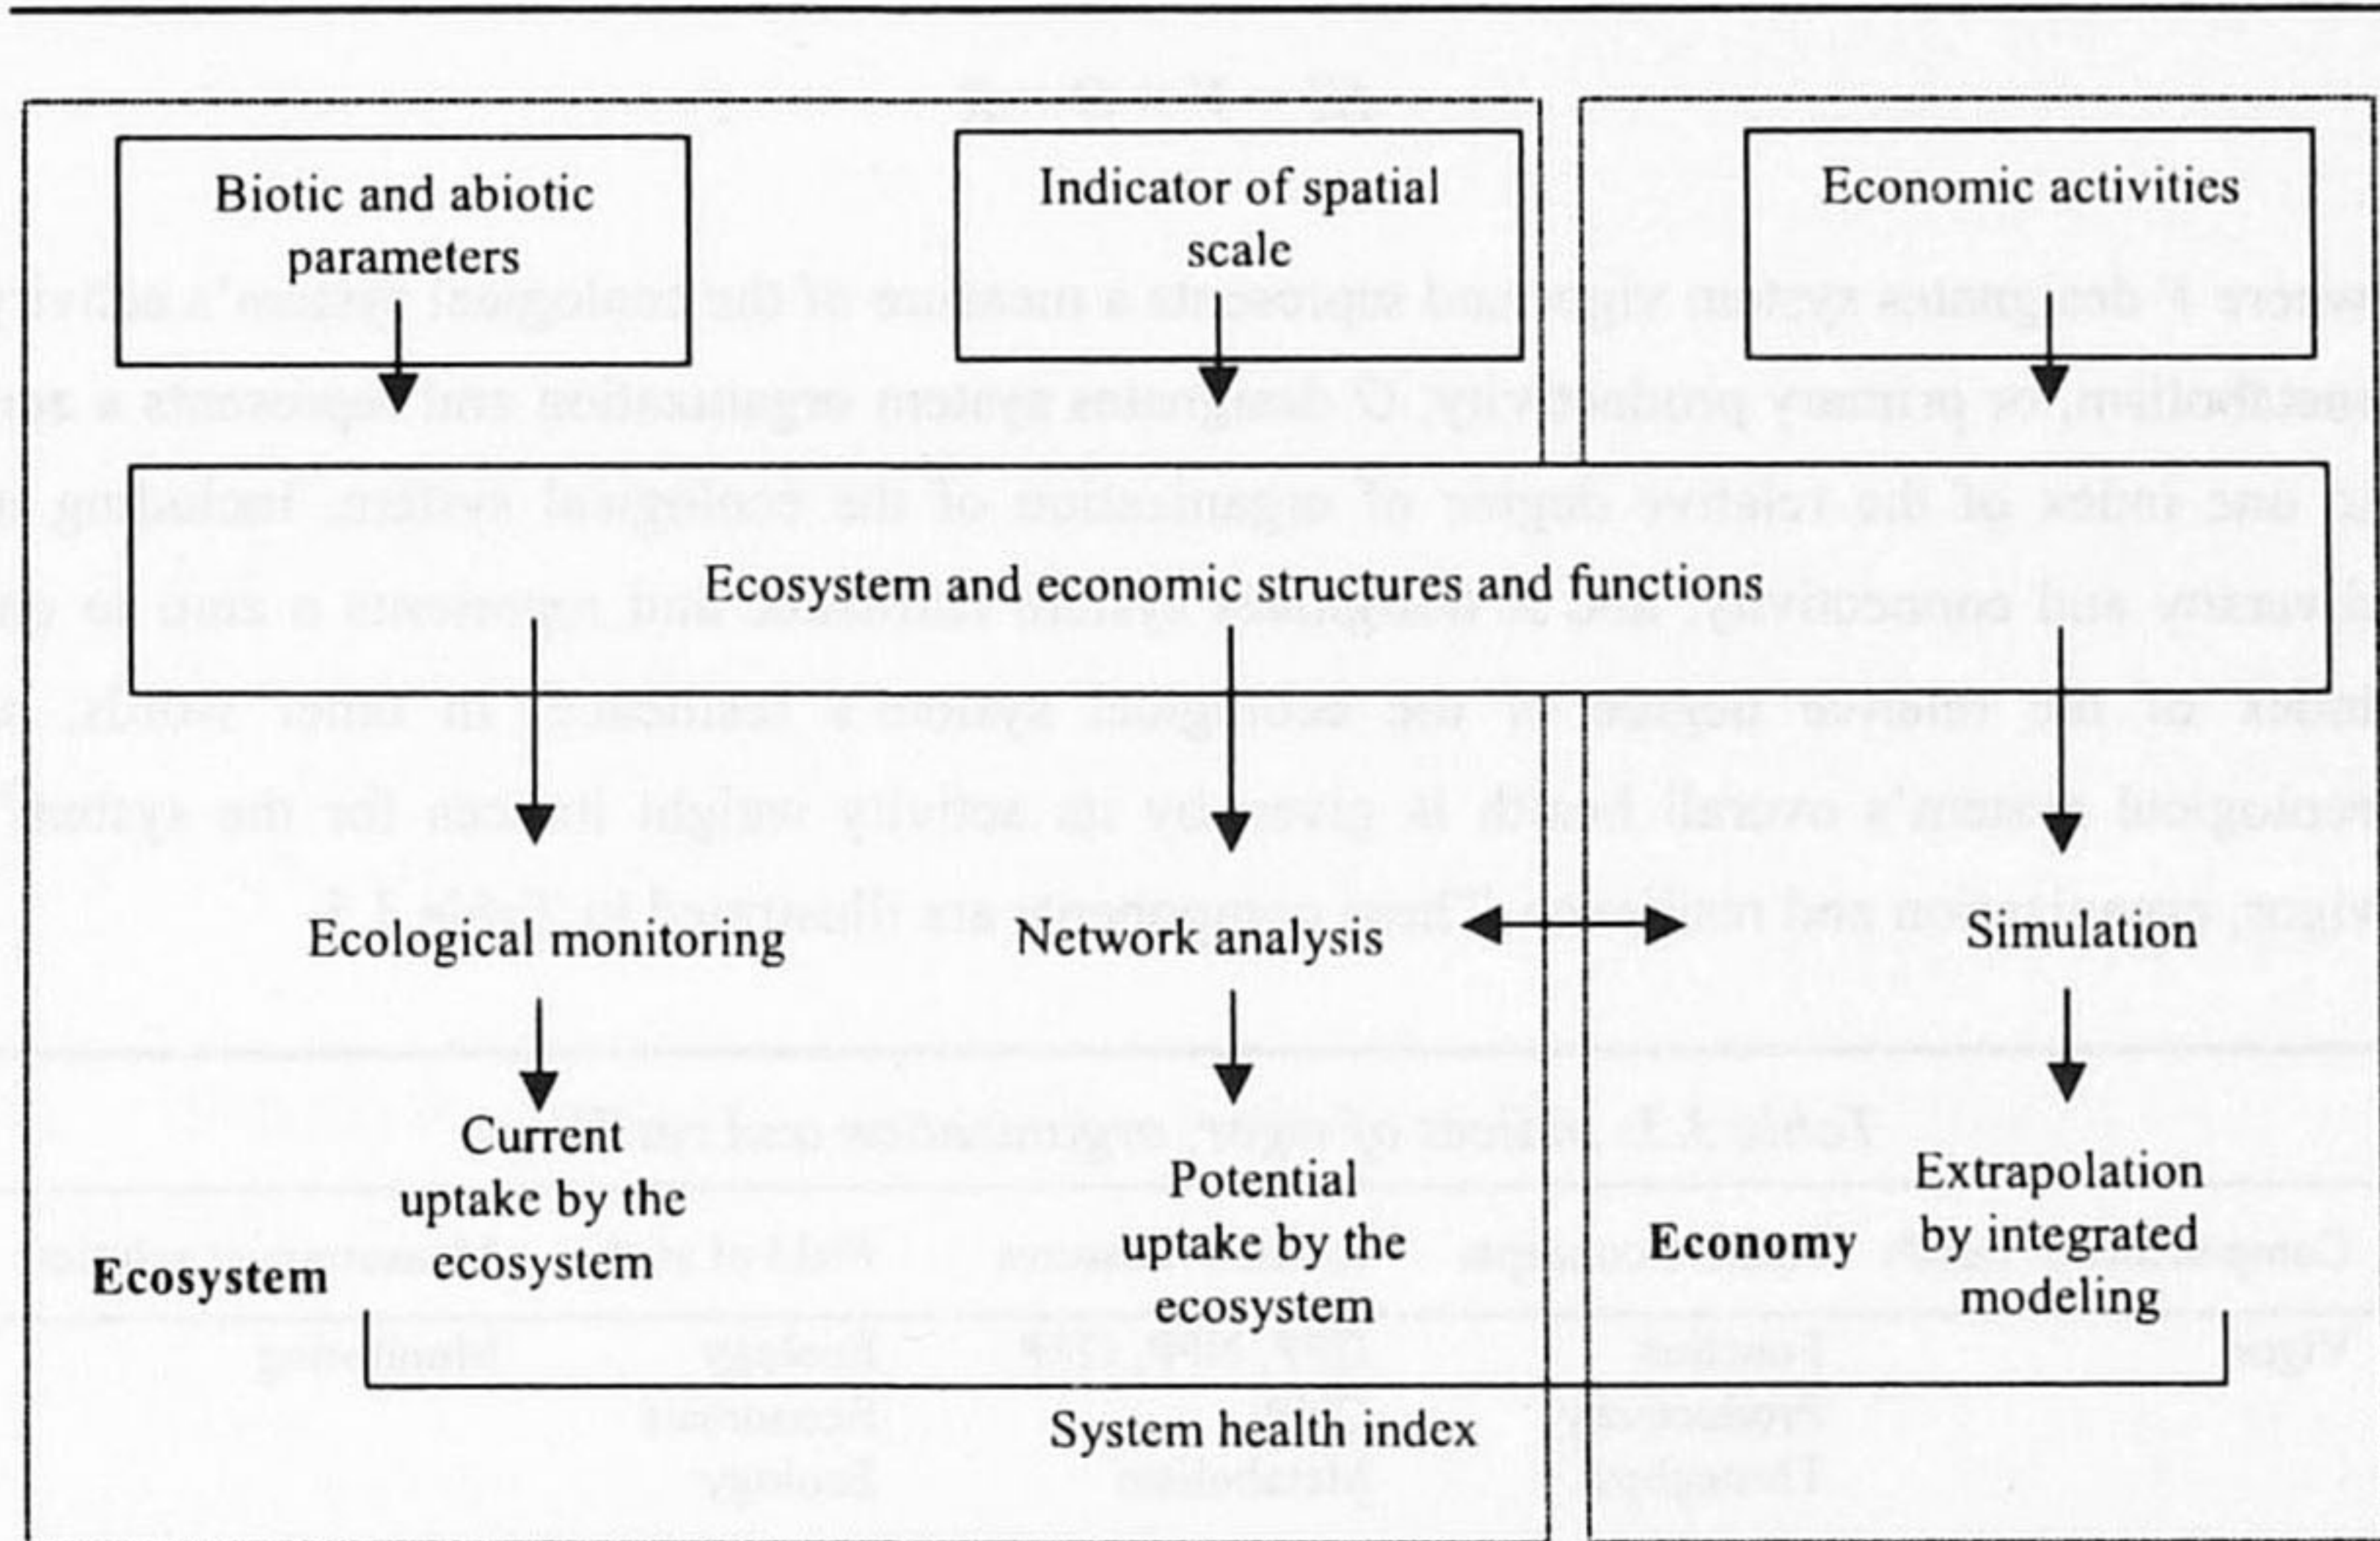 Biotic and abiotic
parameters
Indicator of spatial
scale
Economic activities
Ecosystem and economic structures and functions
Ecological monitoring
Network analysis
Simulation
Current
uptake by the
ecosystem
Potential
uptake by the
ecosystem
Extrapolation
by integrated
modeling
Ecosystem
Economy
System health index